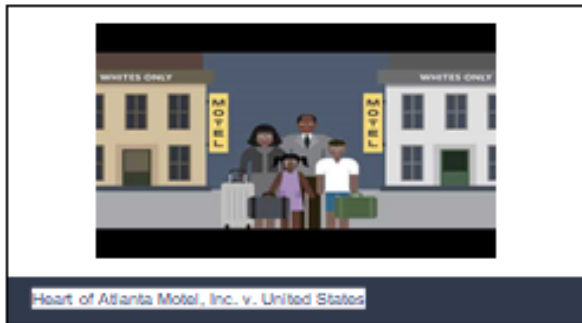 WHITES ONLY
WHITES ONLY
MOTEL
MOTEL
Heart of Atlanta Motel, Inc. v. United States